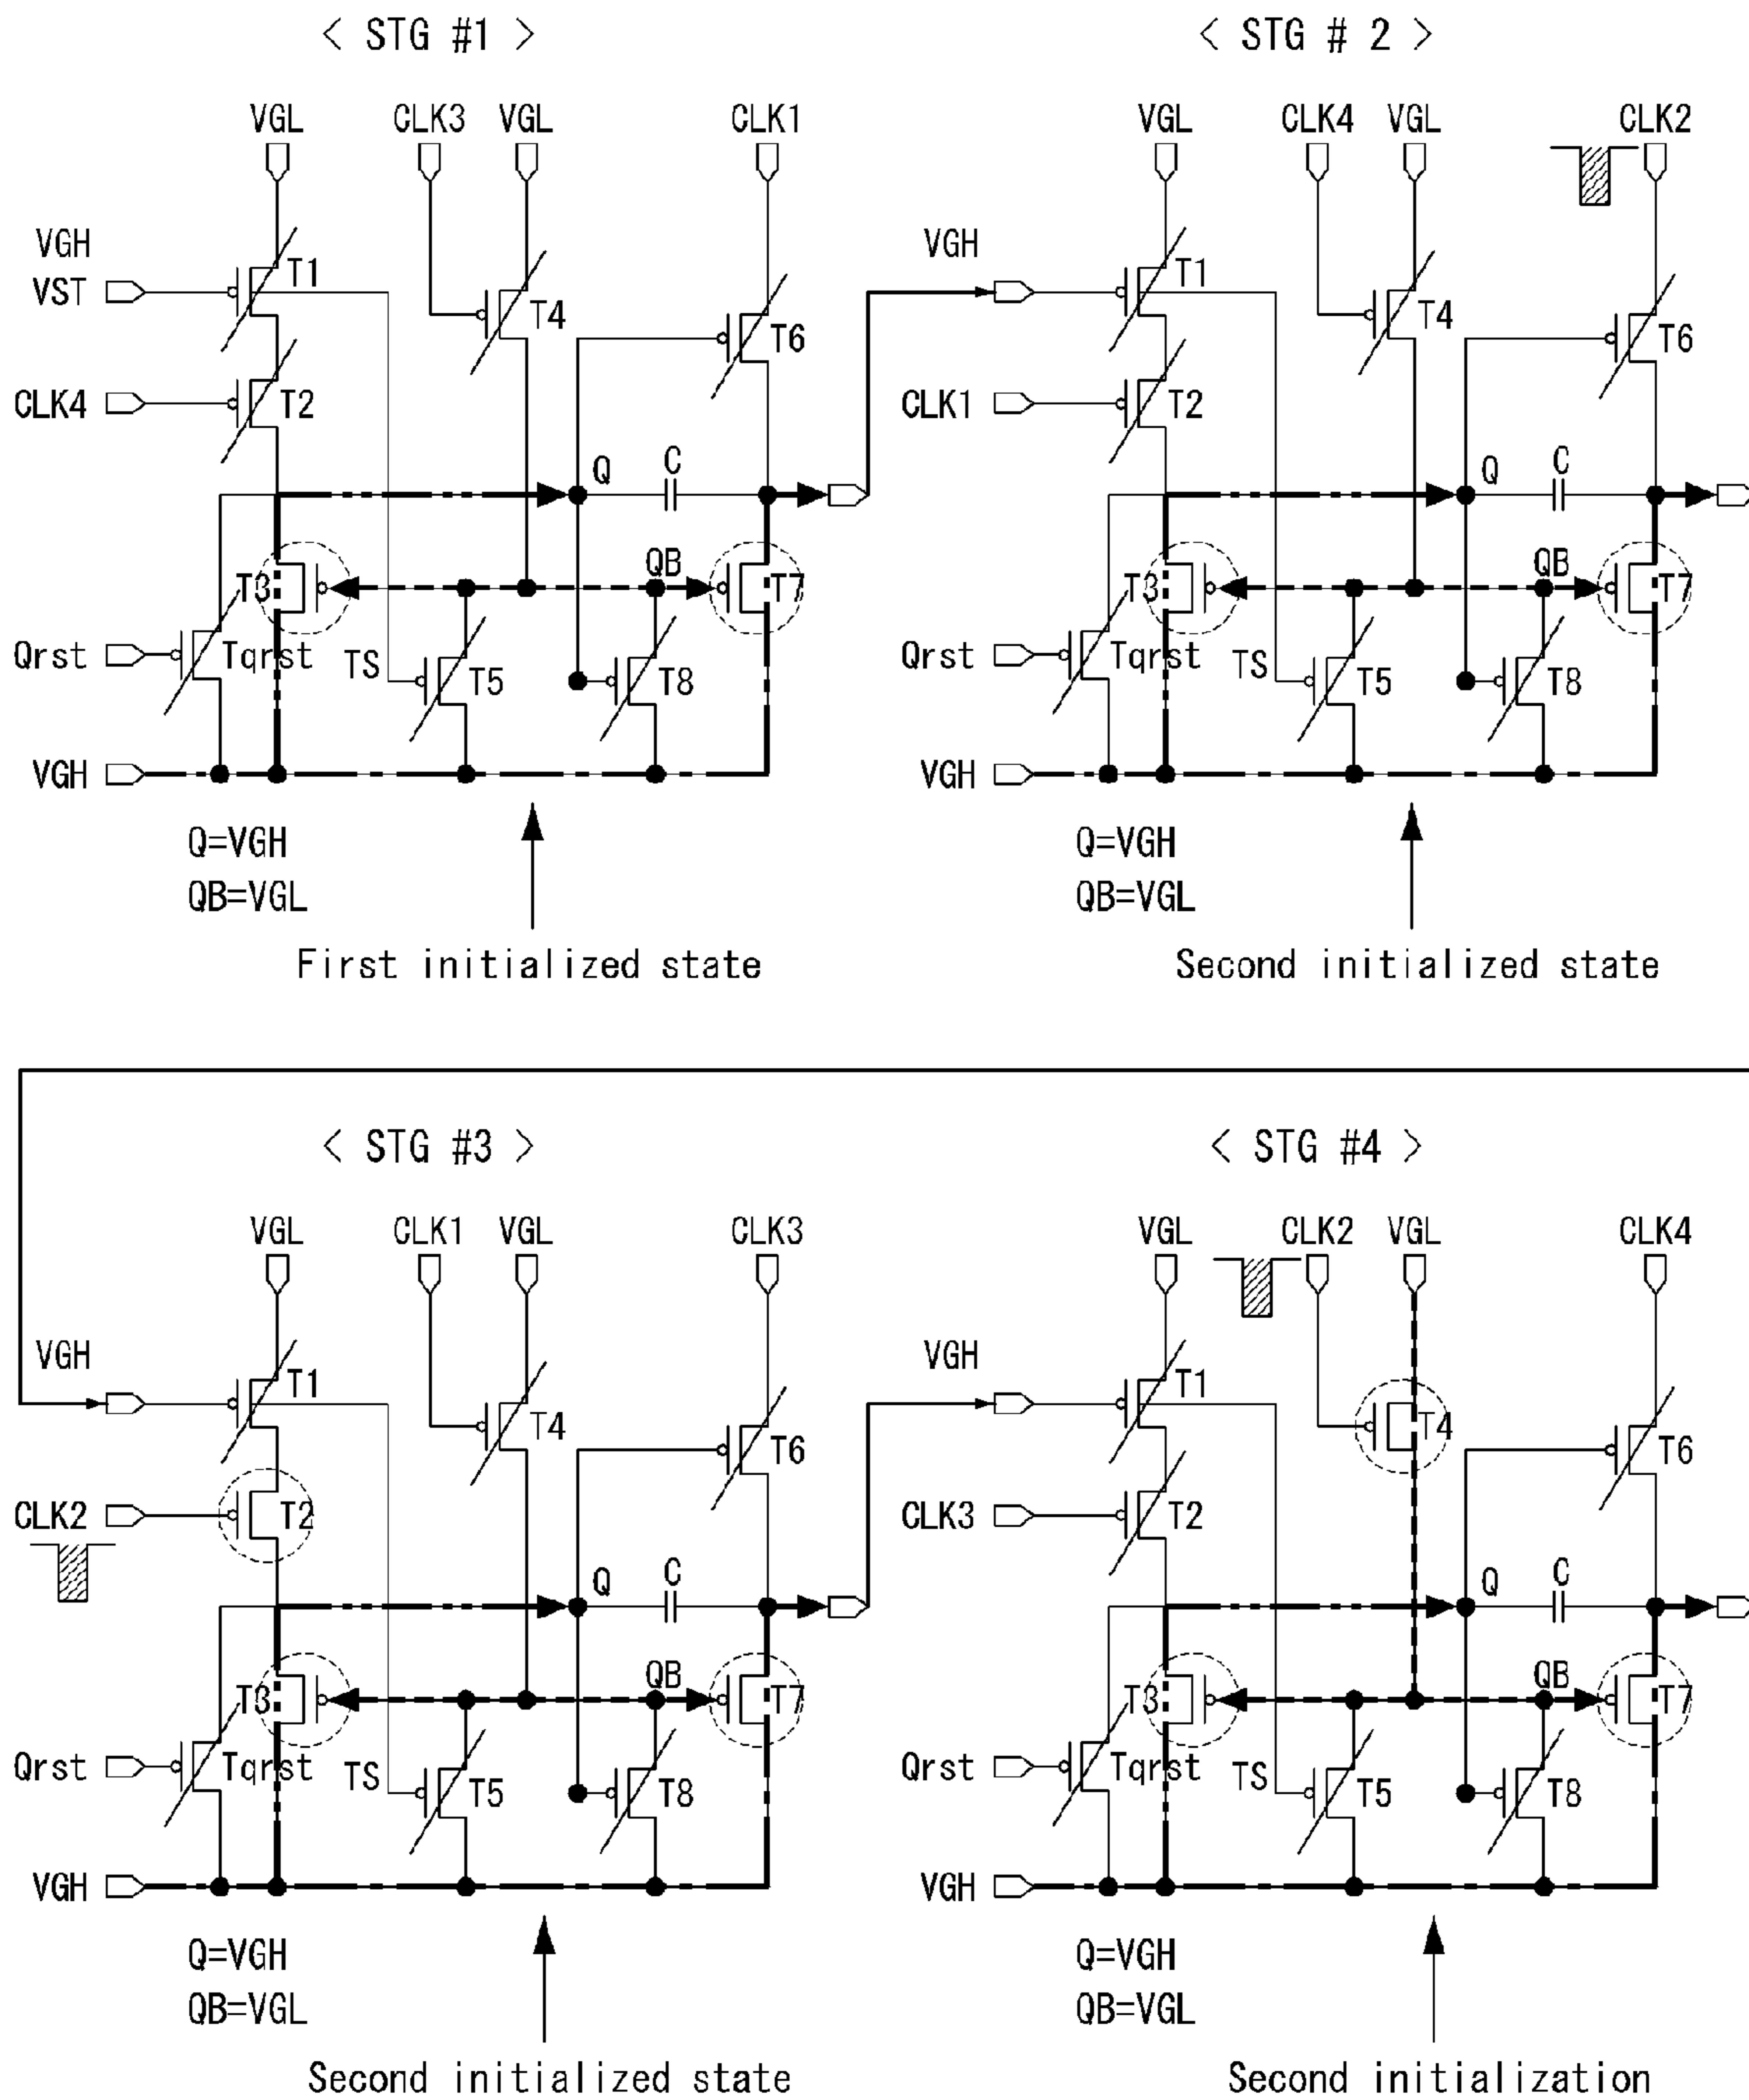 < STG #1 >
< STG # 2 >
VGL CLK3 VGL CLK1
VGL CLK4 VGL CLK2
VGH
VST
T1
T4
T6
VGH
T1
T4
T6
CLK4
T2
CLK1
T2
Q C
Q C
T3
QB
T7
T3
QB
T7
Qrst
Tqrst
TS
T5
T8
Qrst
Tqrst
TS
T5
T8
VGH
VGH
Q=VGH
QB=VGL
Q=VGH
QB=VGL
First initialized state
Second initialized state
< STG #3 >
< STG #4 >
VGL CLK1 VGL CLK3
VGL CLK2 VGL CLK4
VGH
T1
T4
T6
VGH
T1
T4
T6
CLK2
T2
CLK3
T2
Q C
Q C
T3
QB
T7
T3
QB
T7
Qrst
Tqrst
TS
T5
T8
Qrst
Tqrst
TS
T5
T8
VGH
VGH
Q=VGH
QB=VGL
Q=VGH
QB=VGL
Second initialized state
Second initialization